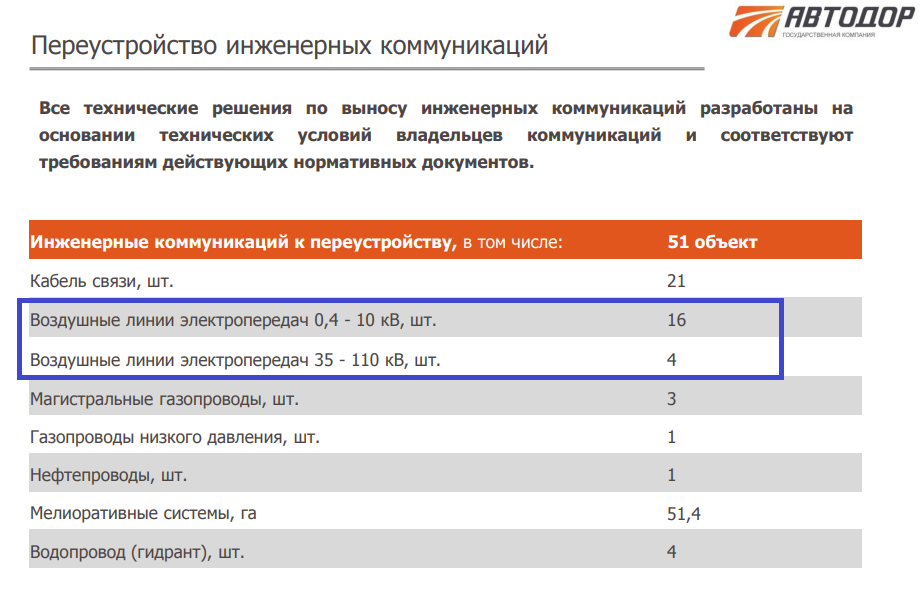 АВТОДОР
ГОСУДАРСТВЕННАЯ КОМПАНИЯ
Переустройство инженерных коммуникаций
Все технические решения по выносу инженерных коммуникаций разработаны на
основании технических условий владельцев коммуникаций и соответствуют
требованиям действующих нормативных документов.
Инженерные коммуникаций к переустройству, в том числе: 51 объект
Кабель связи, шт. 21
Воздушные линии электропередач 0,4 - 10 кВ, шт. 16
Воздушные линии электропередач 35 - 110 кВ, шт. 4
Магистральные газопроводы, шт. 3
Газопроводы низкого давления, шт. 1
Нефтепроводы, шт. 1
Мелиоративные системы, га 51,4
Водопровод (гидрант), шт. 4